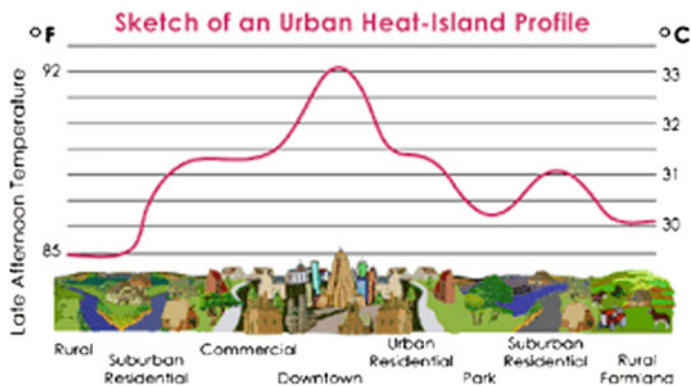 Sketch of an Urban Heat-Island Profile
°F
°C
Late Afternoon Temperature
92
85
33
32
31
30
Rural
Suburban
Residential
Commercial
Downtown
Urban
Residential
Park
Suburban
Residential
Rural
Farmland